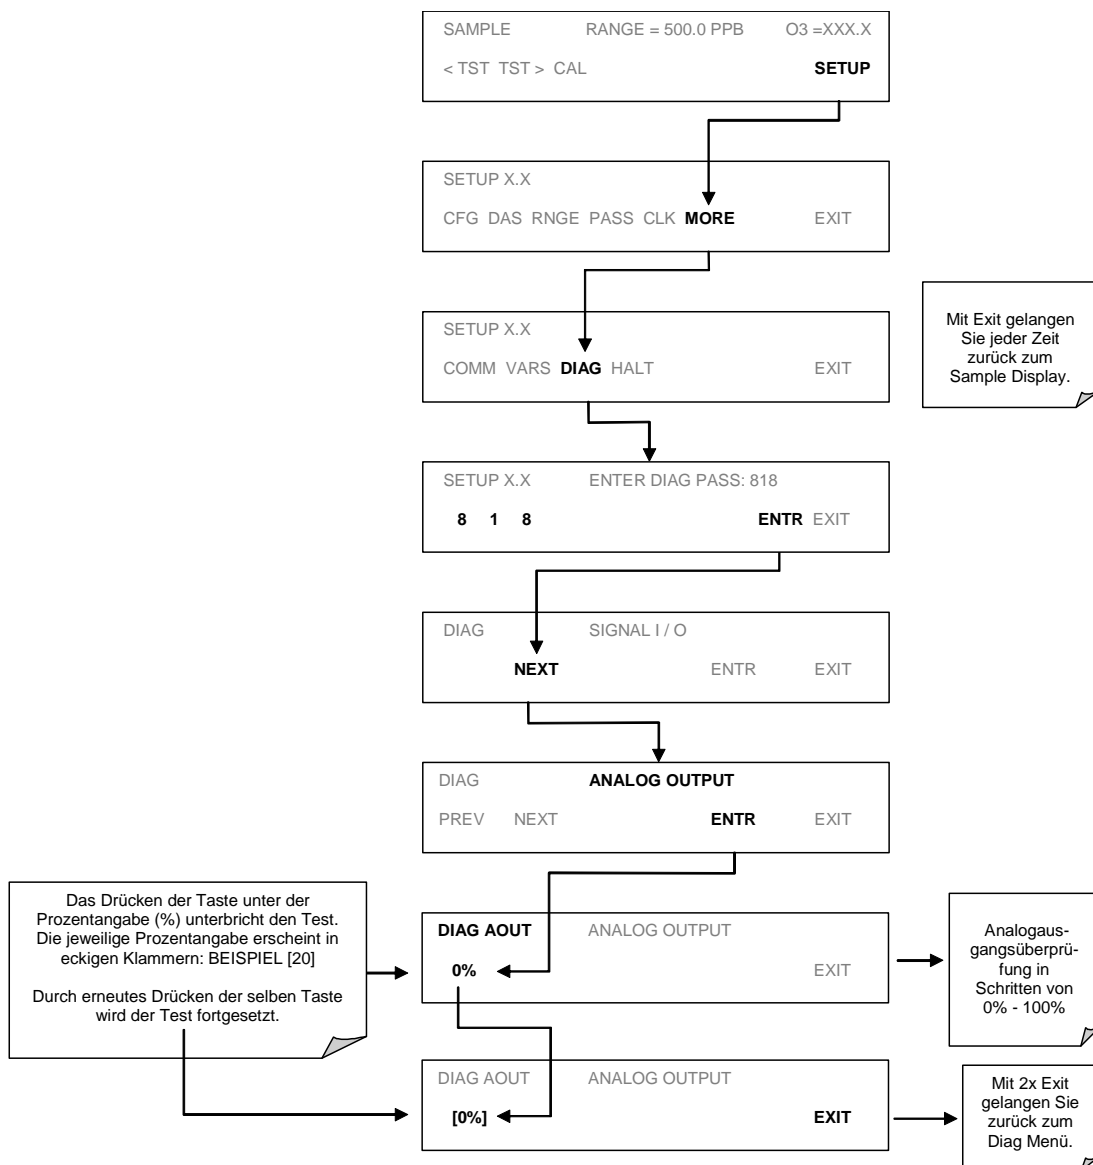 SAMPLE RANGE = 500.0 PPB O3 =XXX.X
< TST TST > CAL SETUP
SETUP X.X
CFG DAS RNGE PASS CLK MORE EXIT
SETUP X.X
COMM VARS DIAG HALT EXIT
Mit Exit gelangen
Sie jeder Zeit
zurück zum
Sample Display.
SETUP X.X ENTER DIAG PASS: 818
8 1 8 ENTR EXIT
DIAG SIGNAL I / O
NEXT ENTR EXIT
DIAG ANALOG OUTPUT
PREV NEXT ENTR EXIT
Das Drücken der Taste unter der
Prozentangabe (%) unterbricht den Test.
Die jeweilige Prozentangabe erscheint in
eckigen Klammern: BEISPIEL [20]
Durch erneutes Drücken der selben Taste
wird der Test fortgesetzt.
DIAG AOUT ANALOG OUTPUT
0% EXIT
Analogaus-
gangsüberprü-
fung in
Schritten von
0% - 100%
DIAG AOUT ANALOG OUTPUT
[0%] EXIT
Mit 2x Exit
gelangen Sie
zurück zum
Diag Menü.